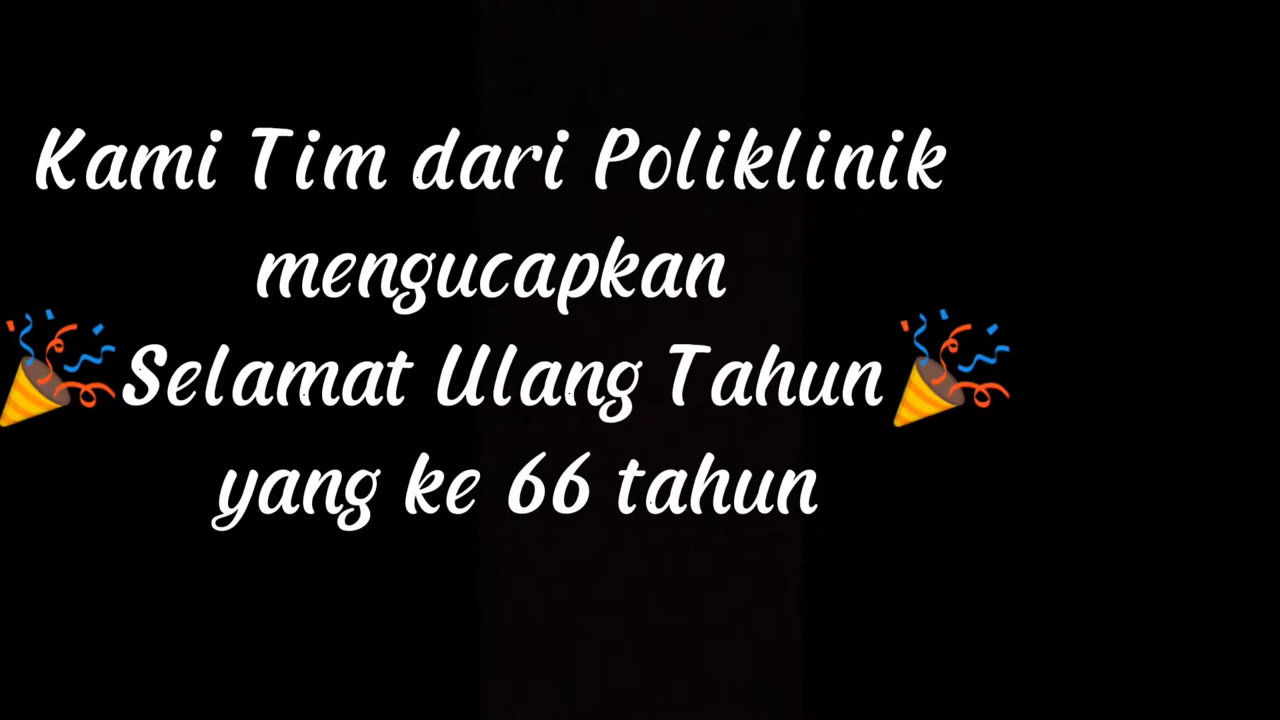 Kami Tim dari Poliklinik
mengucapkan
🎉Selamat Ulang Tahun🎉
yang ke 66 tahun